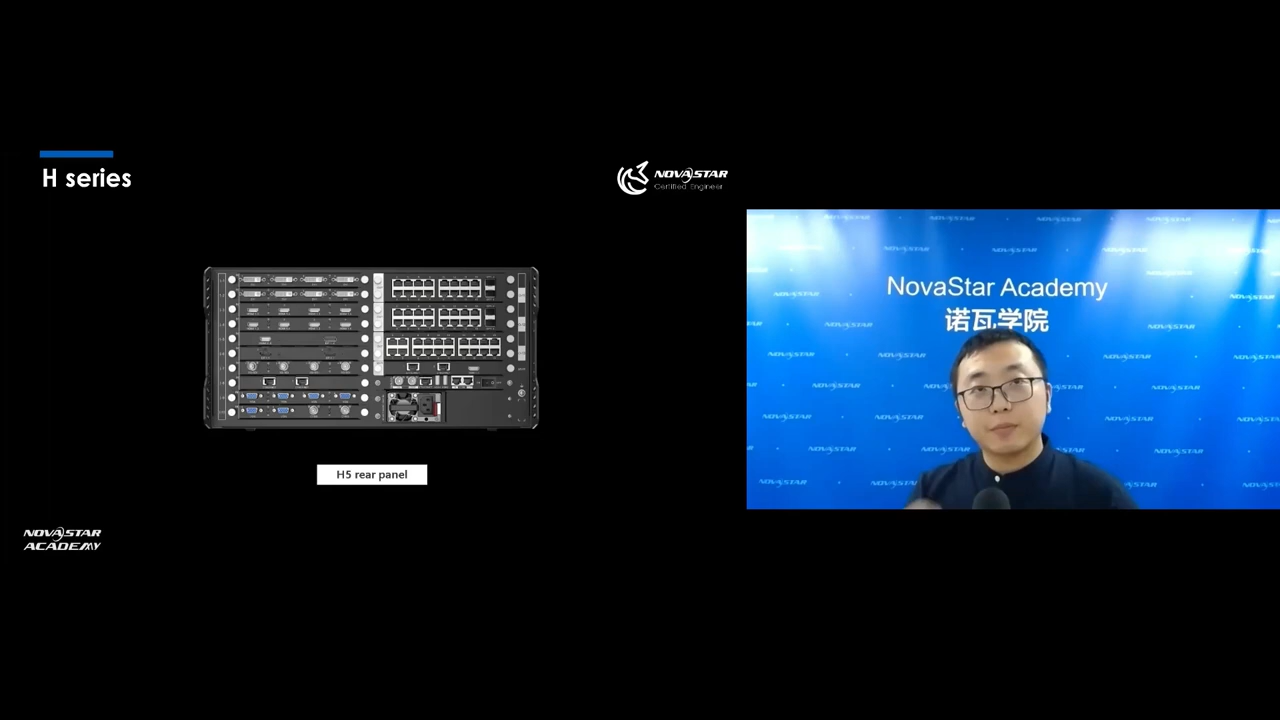 H series
NOVASTAR
Certified Engineer
NovaStar Academy
诺瓦学院
H5 rear panel
NOVASTAR
ACADEMY